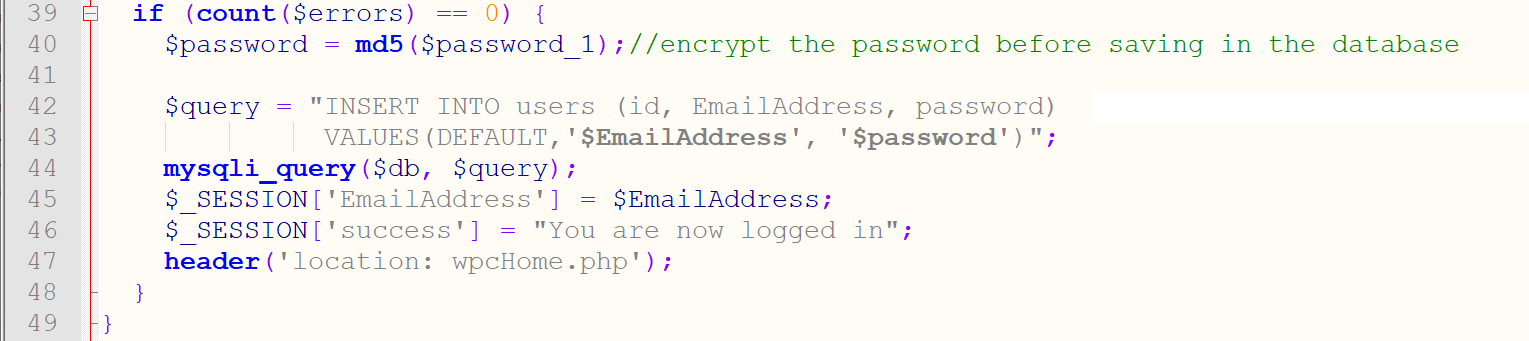 39 if (count($errors) == 0) {
40 $password = md5($password_1);//encrypt the password before saving in the database
41
42 $query = "INSERT INTO users (id, EmailAddress, password)
43 VALUES(DEFAULT,'$EmailAddress', '$password')";
44 mysqli_query($db, $query);
45 $_SESSION['EmailAddress'] = $EmailAddress;
46 $_SESSION['success'] = "You are now logged in";
47 header('location: wpcHome.php');
48 }
49 }